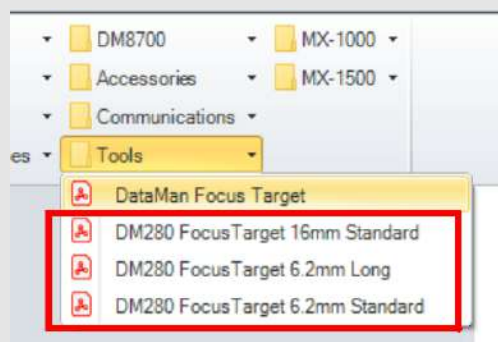 DM8700 MX-1000
Accessories MX-1500
Communications
es Tools
DataMan Focus Target
DM280 FocusTarget 16mm Standard
DM280 FocusTarget 6.2mm Long
DM280 FocusTarget 6.2mm Standard